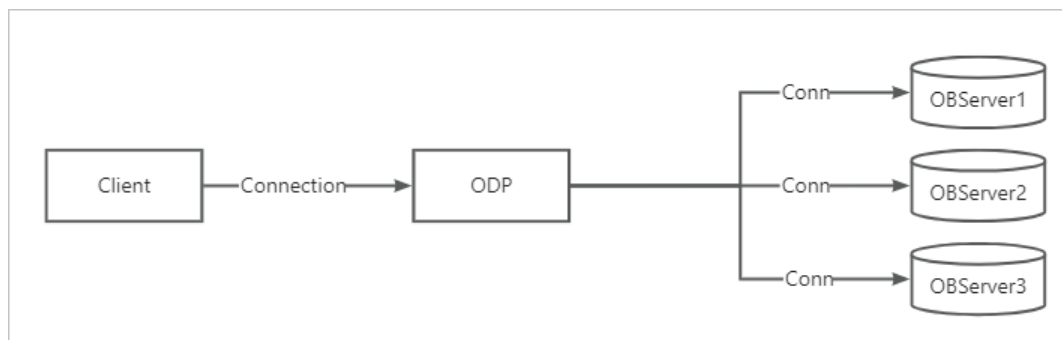 Conn
OBServer1
Client
Connection
ODP
Conn
OBServer2
Conn
OBServer3